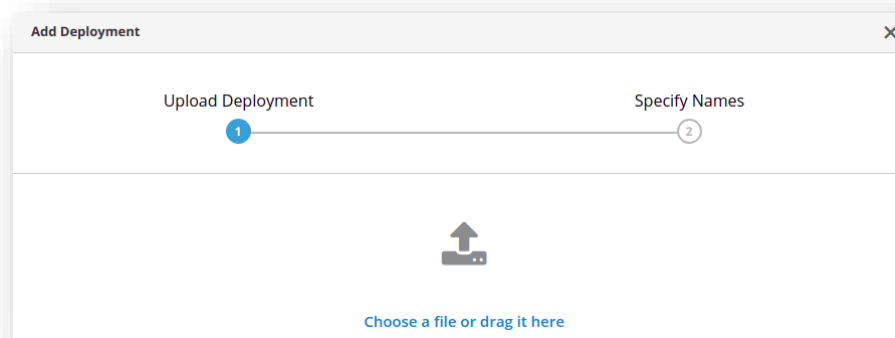 Add Deployment
Upload Deployment
Specify Names
1
2
Choose a file or drag it here